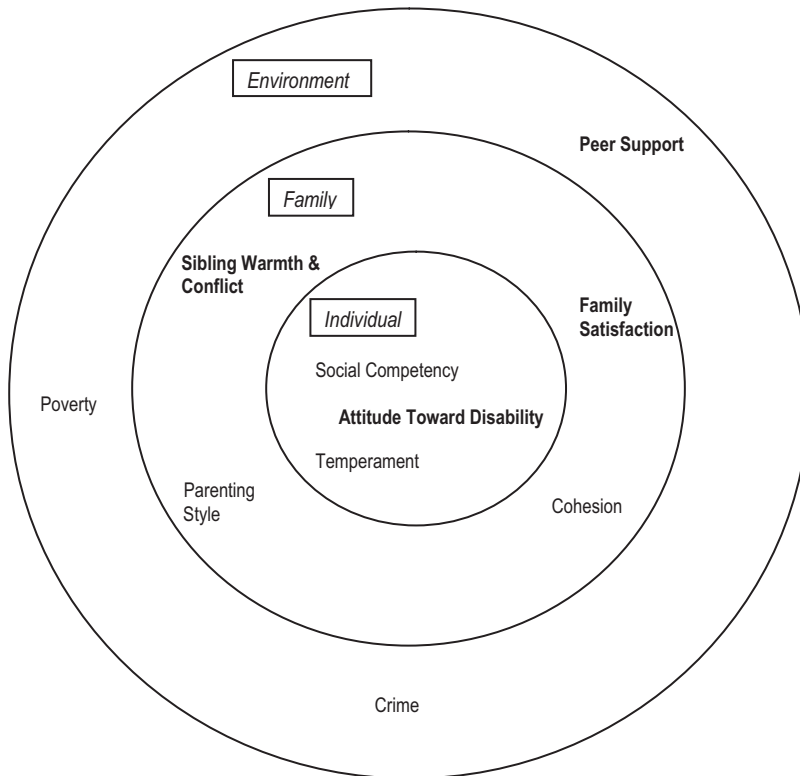 Environment
Peer Support
Family
Sibling Warmth &
Conflict
Family
Satisfaction
Individual
Social Competency
Poverty
Attitude Toward Disability
Temperament
Parenting
Style
Cohesion
Crime